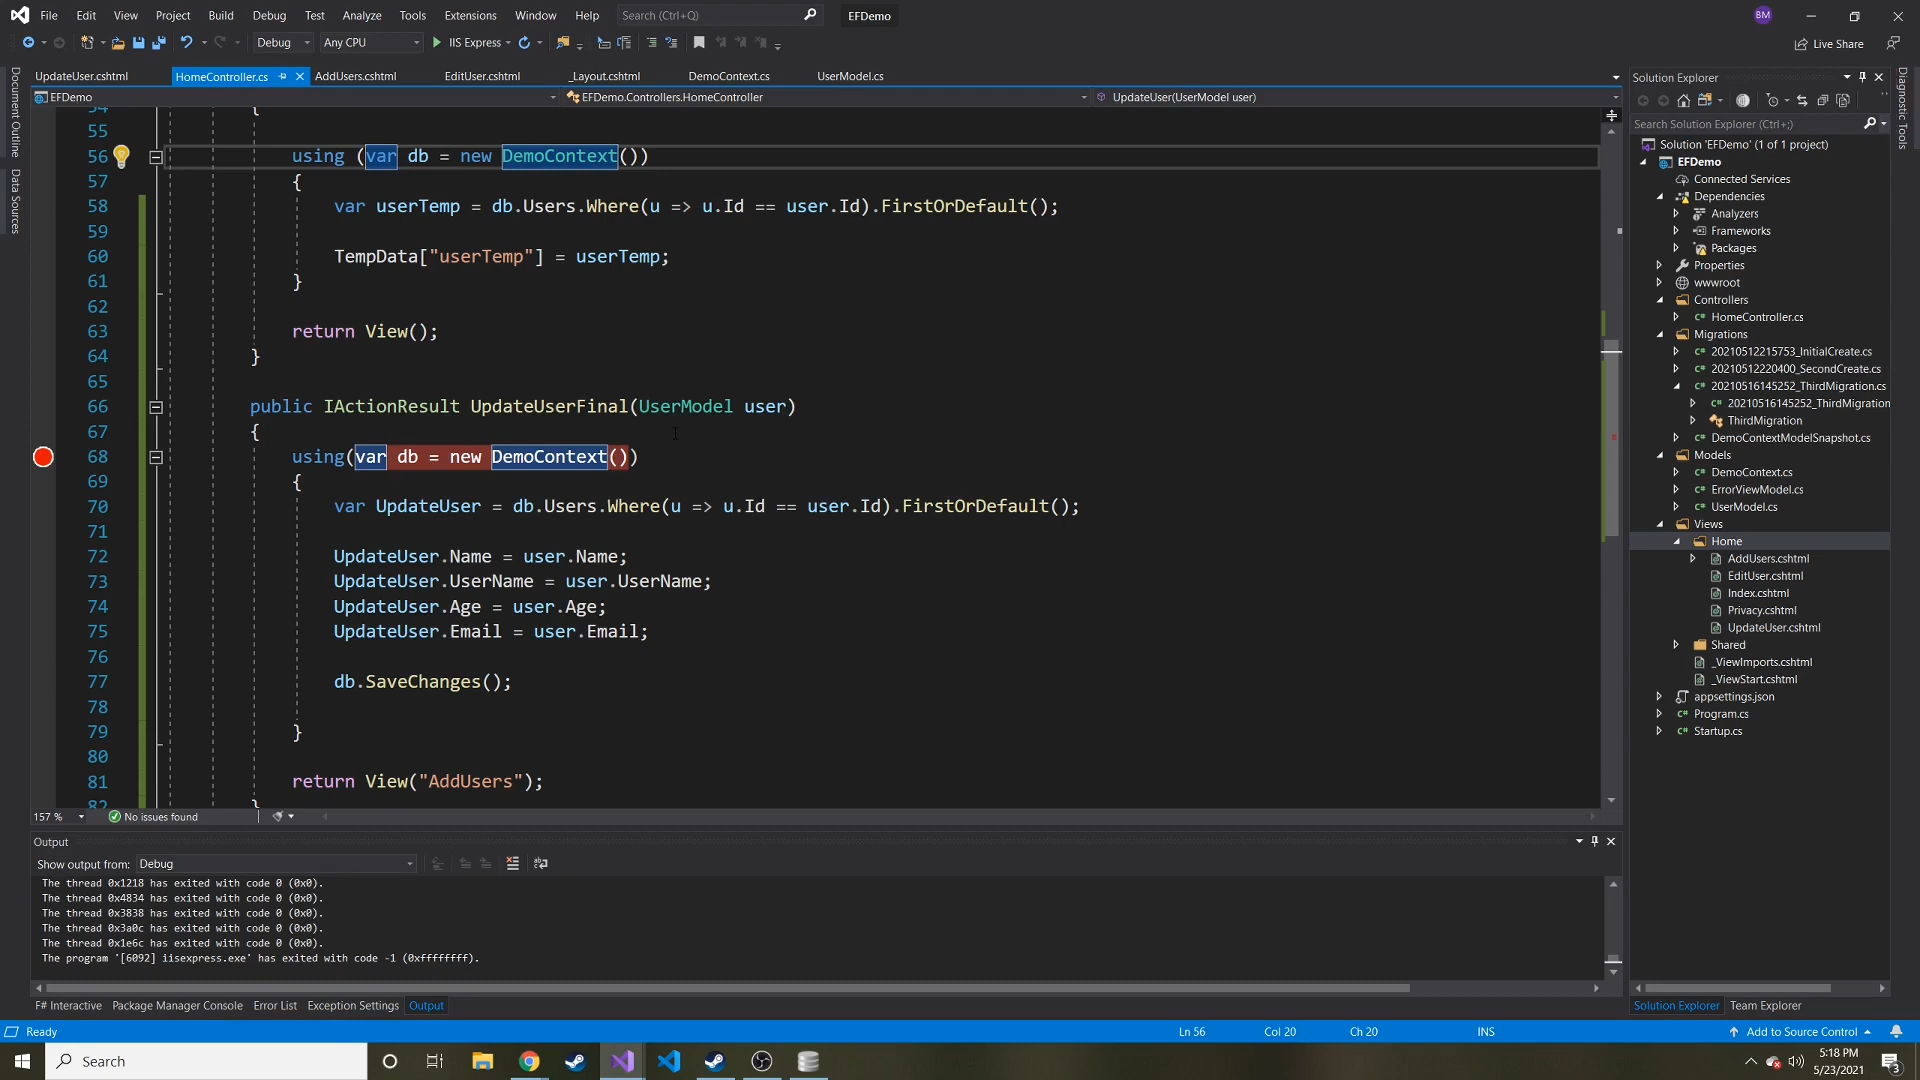 File Edit View Project Build Debug Test Analyze Tools Extensions Window Help Search (Ctrl+Q) EFDemo BM
Debug Any CPU IIS Express Live Share
UpdateUser.cshtml HomeController.cs AddUsers.cshtml EditUser.cshtml _Layout.cshtml DemoContext.cs UserModel.cs
EFDemo EFDemo.Controllers.HomeController UpdateUser(UserModel user)
Document Outline
Data Sources
54 {
55
56 using (var db = new DemoContext())
57 {
58 var userTemp = db.Users.Where(u => u.Id == user.Id).FirstOrDefault();
59
60 TempData["userTemp"] = userTemp;
61 }
62
63 return View();
64 }
65
66 public IActionResult UpdateUserFinal(UserModel user)
67 {
68 using(var db = new DemoContext())
69 {
70 var UpdateUser = db.Users.Where(u => u.Id == user.Id).FirstOrDefault();
71
72 UpdateUser.Name = user.Name;
73 UpdateUser.UserName = user.UserName;
74 UpdateUser.Age = user.Age;
75 UpdateUser.Email = user.Email;
76
77 db.SaveChanges();
78
79 }
80
81 return View("AddUsers");
82 }
157 % No issues found
Output
Show output from: Debug
The thread 0x1218 has exited with code 0 (0x0).
The thread 0x4834 has exited with code 0 (0x0).
The thread 0x3838 has exited with code 0 (0x0).
The thread 0x3a0c has exited with code 0 (0x0).
The thread 0x1e6c has exited with code 0 (0x0).
The program '[6092] iisexpress.exe' has exited with code -1 (0xffffffff).
F# Interactive Package Manager Console Error List Exception Settings Output
Solution Explorer
Search Solution Explorer (Ctrl+;)
Solution 'EFDemo' (1 of 1 project)
EFDemo
Connected Services
Dependencies
Analyzers
Frameworks
Packages
Properties
wwwroot
Controllers
HomeController.cs
Migrations
20210512215753_InitialCreate.cs
20210512220400_SecondCreate.cs
20210516145252_ThirdMigration.cs
20210516145252_ThirdMigration
ThirdMigration
DemoContextModelSnapshot.cs
Models
DemoContext.cs
ErrorViewModel.cs
UserModel.cs
Views
Home
AddUsers.cshtml
EditUser.cshtml
Index.cshtml
Privacy.cshtml
UpdateUser.cshtml
Shared
_ViewImports.cshtml
_ViewStart.cshtml
appsettings.json
Program.cs
Startup.cs
Solution Explorer Team Explorer
Diagnostic Tools
Ready Ln 56 Col 20 Ch 20 INS Add to Source Control
Search 5:18 PM
5/23/2021
3